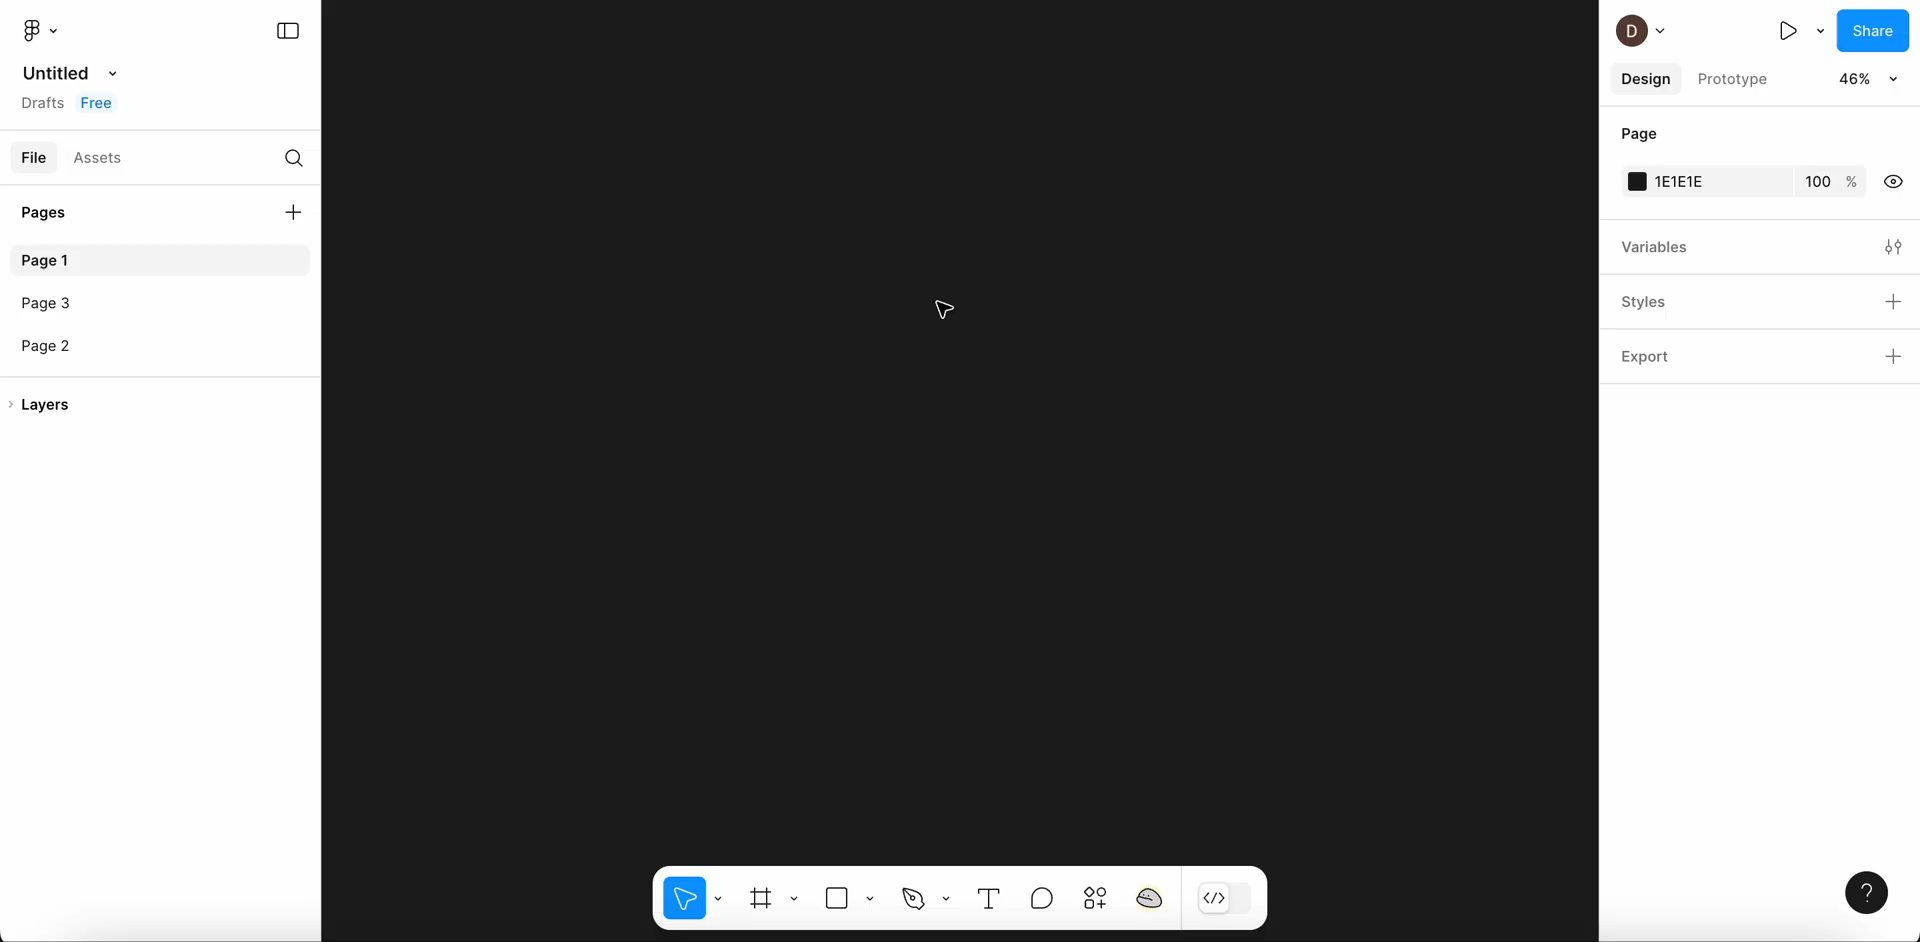 Untitled
Drafts Free
File Assets
Pages
Page 1
Page 3
Page 2
Layers
D
Share
Design Prototype 46%
Page
1E1E1E 100 %
Variables
Styles
Export
?